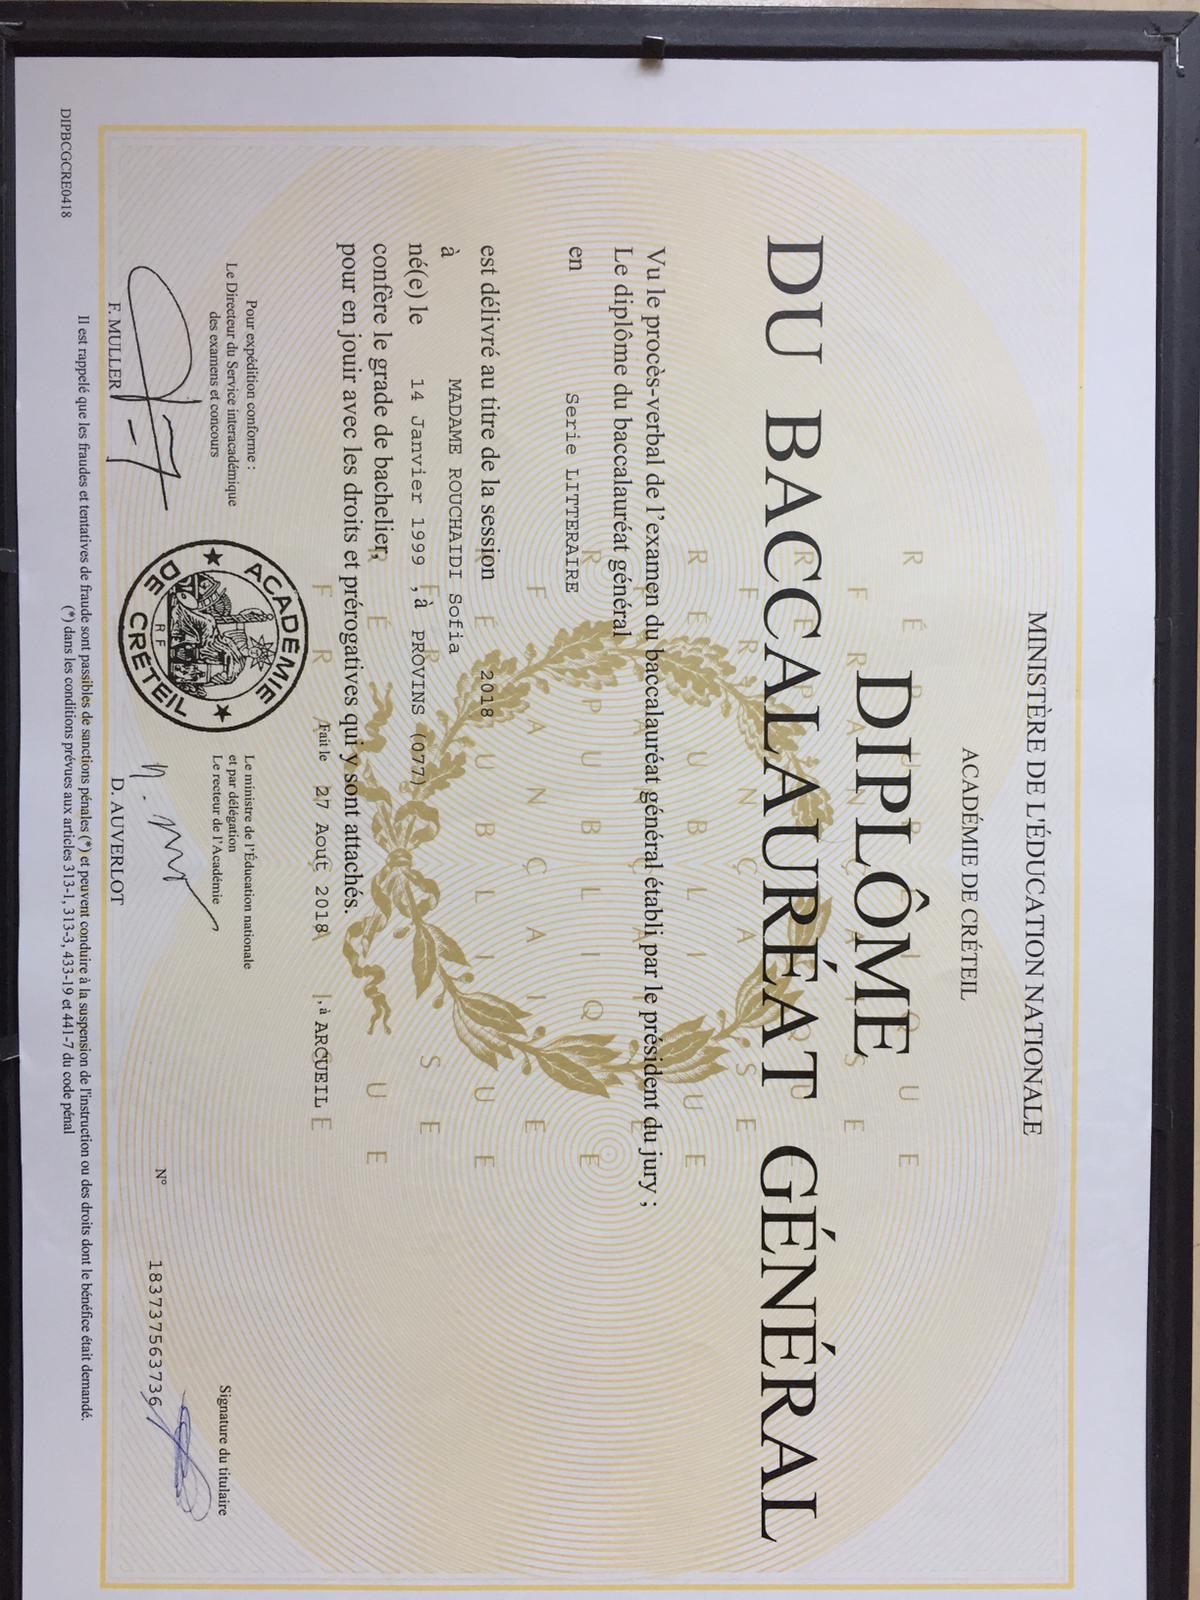 MINISTÈRE DE L'ÉDUCATION NATIONALE
ACADÉMIE DE CRÉTEIL
DIPLÔME
DU BACCALAURÉAT GÉNÉRAL
Vu le procès-verbal de l'examen du baccalauréat général établi par le président du jury ;
Le diplôme du baccalauréat général
en Serie LITTERAIRE
est délivré au titre de la session 2018
à MADAME ROUCHAIDI Sofia
né(e) le 14 Janvier 1999 , à PROVINS (077)
confère le grade de bachelier,
pour en jouir avec les droits et prérogatives qui y sont attachés.
Fait le 27 Aout 2018 , à ARCUEIL
Pour expédition conforme :
Le Directeur du Service interacadémique
des examens et concours
F. MULLER
ACADÉMIE
DE CRÉTEIL
RF
Le ministre de l'Éducation nationale
et par délégation
Le recteur de l'Académie
D. AUVERLOT
Signature du titulaire
N° 183737563736
Il est rappelé que les fraudes et tentatives de fraude sont passibles de sanctions pénales (*) et peuvent conduire à la suspension de l'instruction ou des droits dont le bénéfice était demandé.
(*) dans les conditions prévues aux articles 313-1, 313-3, 433-19 et 441-7 du code pénal
DIPBCGCRE0418
RÉPUBLIQUE
FRANÇAISE